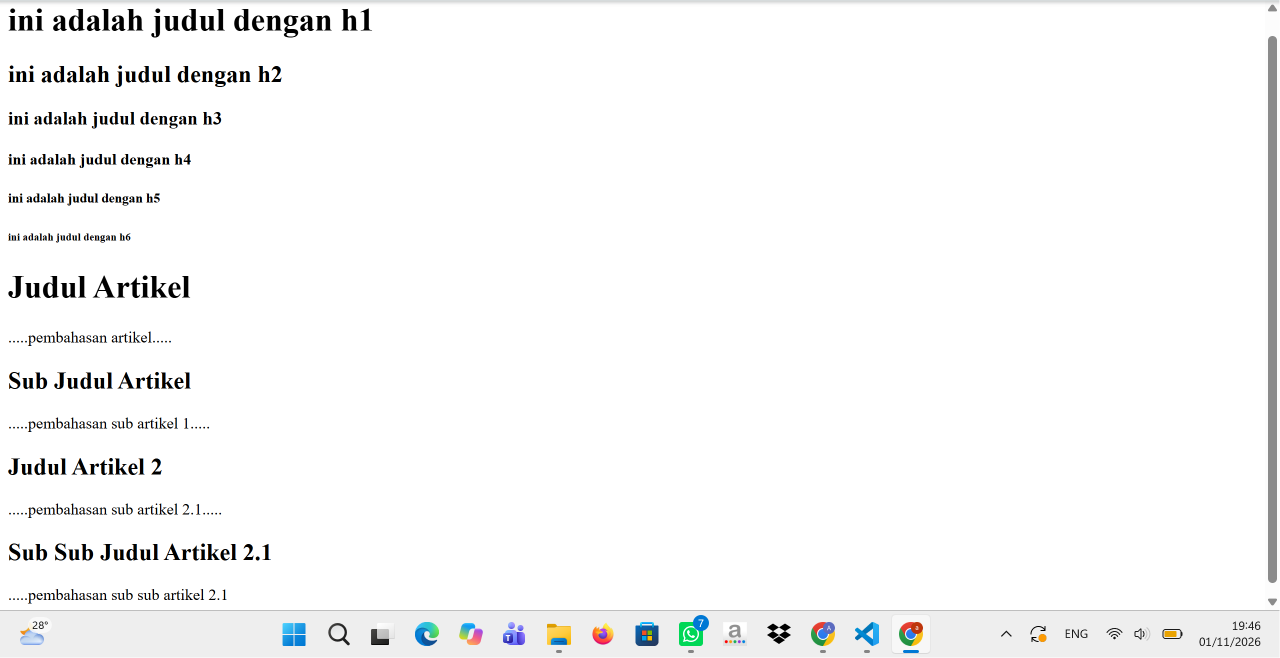 ini adalah judul dengan h1
ini adalah judul dengan h2
ini adalah judul dengan h3
ini adalah judul dengan h4
ini adalah judul dengan h5
ini adalah judul dengan h6
Judul Artikel
.....pembahasan artikel.....
Sub Judul Artikel
.....pembahasan sub artikel 1.....
Judul Artikel 2
.....pembahasan sub artikel 2.1.....
Sub Sub Judul Artikel 2.1
.....pembahasan sub sub artikel 2.1
28°
T
7
a
A
B
ENG
19:46
01/11/2026